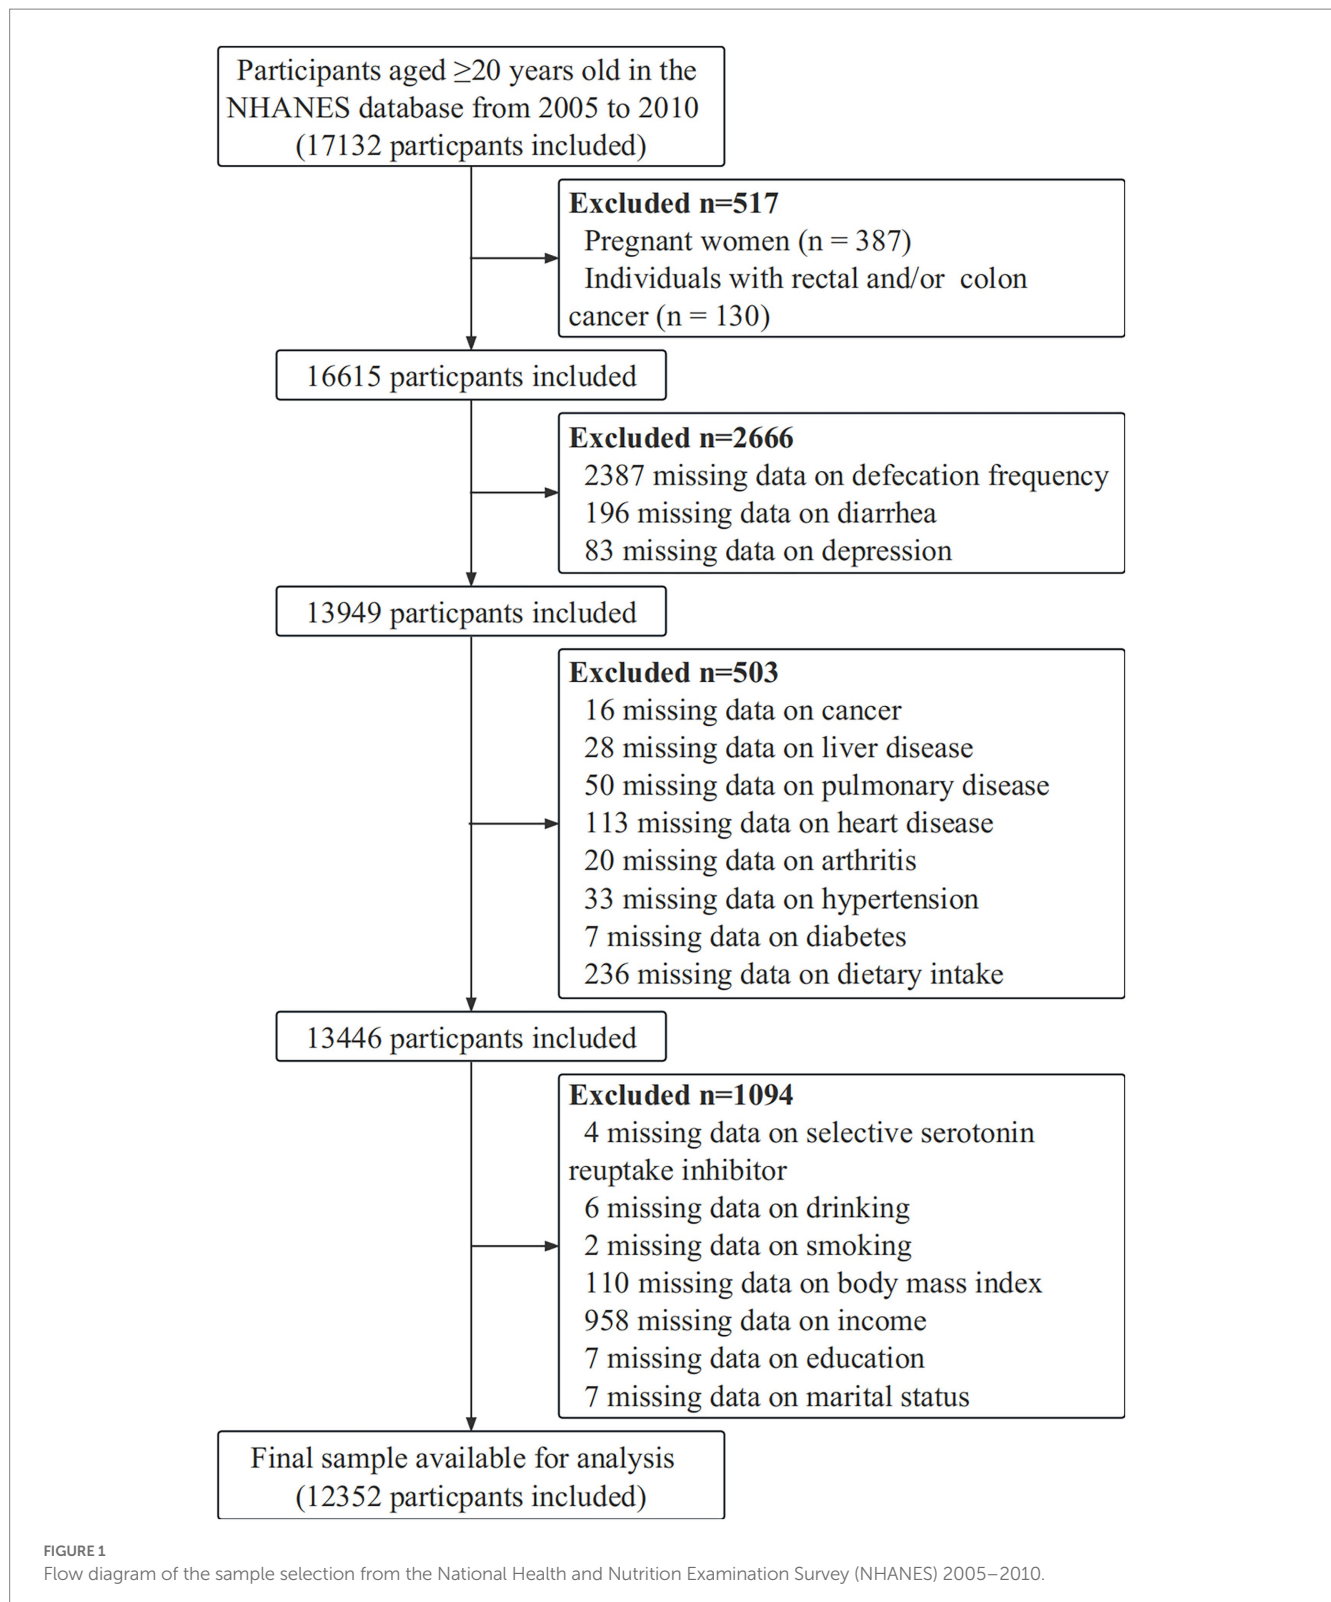 Participants aged ≥20 years old in the
NHANES database from 2005 to 2010
(17132 particpants included)
Excluded n=517
Pregnant women (n = 387)
Individuals with rectal and/or colon
cancer (n = 130)
16615 particpants included
Excluded n=2666
2387 missing data on defecation frequency
196 missing data on diarrhea
83 missing data on depression
13949 particpants included
Excluded n=503
16 missing data on cancer
28 missing data on liver disease
50 missing data on pulmonary disease
113 missing data on heart disease
20 missing data on arthritis
33 missing data on hypertension
7 missing data on diabetes
236 missing data on dietary intake
13446 particpants included
Excluded n=1094
4 missing data on selective serotonin
reuptake inhibitor
6 missing data on drinking
2 missing data on smoking
110 missing data on body mass index
958 missing data on income
7 missing data on education
7 missing data on marital status
Final sample available for analysis
(12352 particpants included)
FIGURE 1
Flow diagram of the sample selection from the National Health and Nutrition Examination Survey (NHANES) 2005–2010.